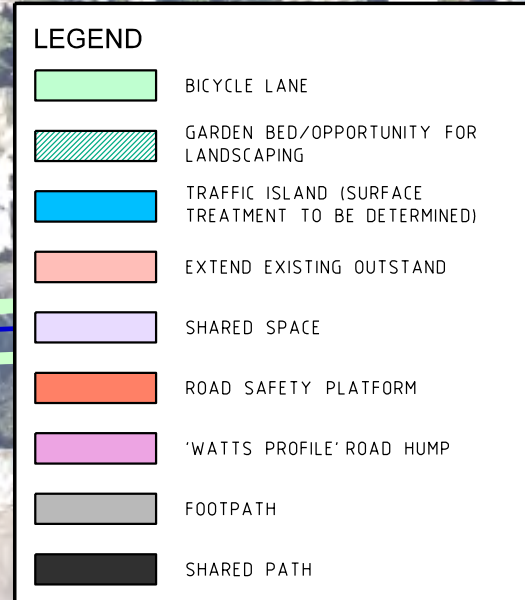 LEGEND
BICYCLE LANE
GARDEN BED/OPPORTUNITY FOR
LANDSCAPING
TRAFFIC ISLAND (SURFACE
TREATMENT TO BE DETERMINED)
EXTEND EXISTING OUTSTAND
SHARED SPACE
ROAD SAFETY PLATFORM
'WATTS PROFILE' ROAD HUMP
FOOTPATH
SHARED PATH